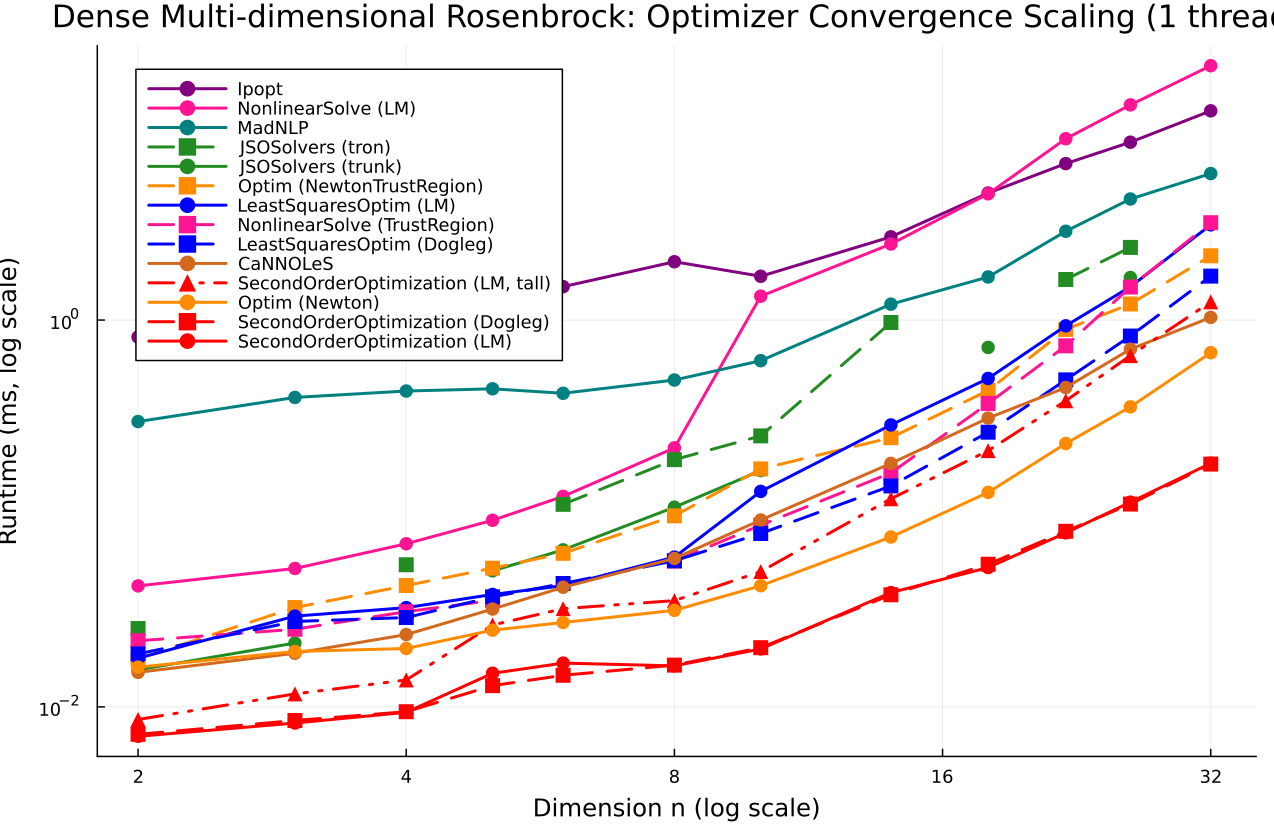 Dense Multi-dimensional Rosenbrock: Optimizer Convergence Scaling (1 threa
Ipopt
NonlinearSolve (LM)
MadNLP
JSOSolvers (tron)
JSOSolvers (trunk)
Optim (NewtonTrustRegion)
LeastSquaresOptim (LM)
NonlinearSolve (TrustRegion)
LeastSquaresOptim (Dogleg)
CaNNOLeS
SecondOrderOptimization (LM, tall)
Optim (Newton)
SecondOrderOptimization (Dogleg)
SecondOrderOptimization (LM)
Runtime (ms, log scale)
10⁰
10⁻²
2 4 8 16 32
Dimension n (log scale)